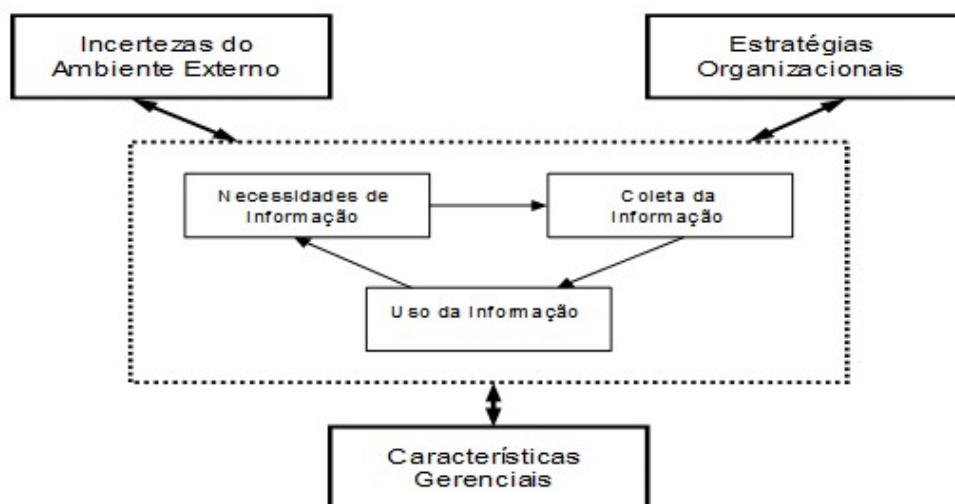 Incertezas do
Ambiente Externo
Estratégias
Organizacionais
Necessidades de
Informação
Coleta da
Informação
Uso da Informação
Características
Gerenciais